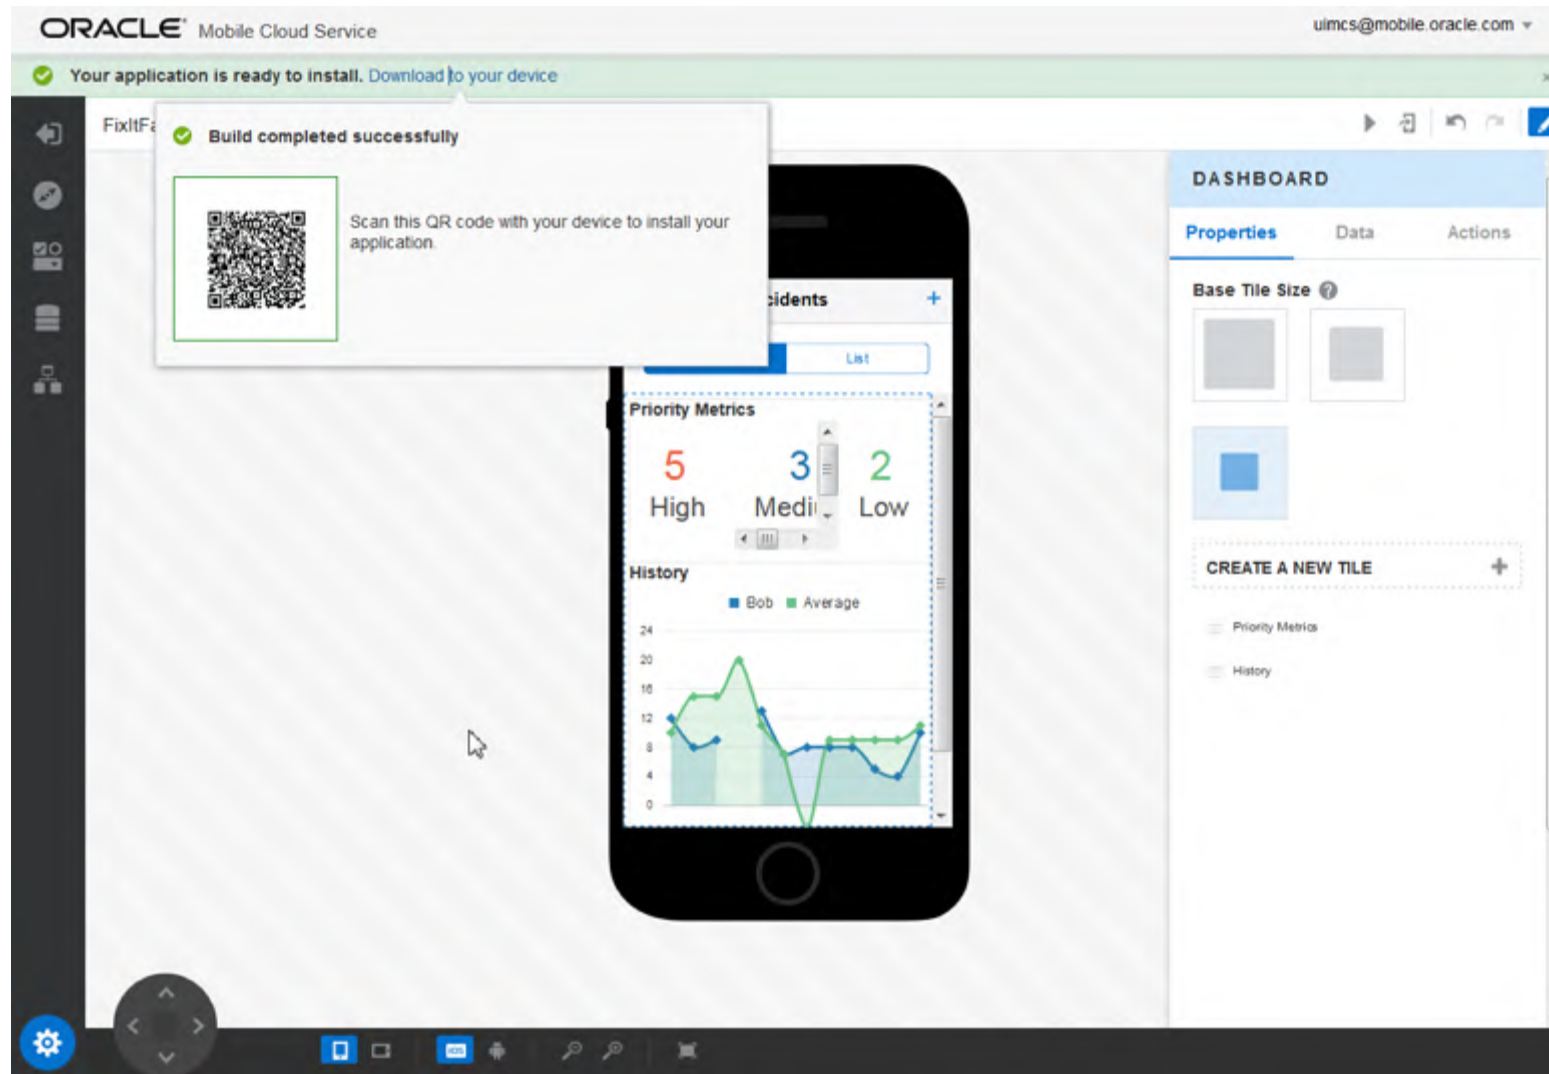 ORACLE Mobile Cloud Service
uimcs@mobile.oracle.com
Your application is ready to install. Download to your device
FixItFa
Build completed successfully
Scan this QR code with your device to install your
application.
cidents +
List
Priority Metrics
5 3 2
High Mediu Low
History
Bob Average
24
20
16
12
8
4
0
DASHBOARD
Properties Data Actions
Base Tile Size ?
CREATE A NEW TILE +
Priority Metrics
History
iOS